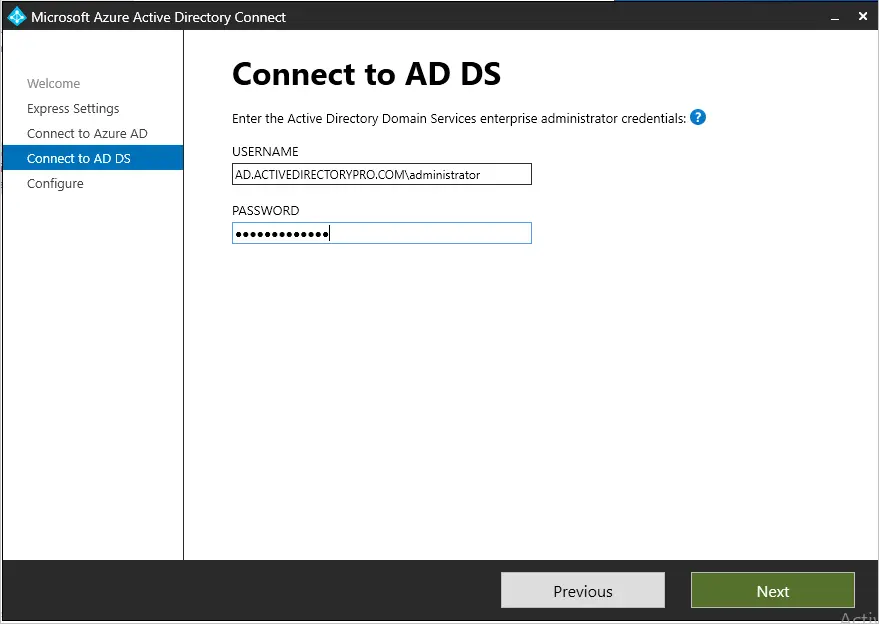 Microsoft Azure Active Directory Connect
Welcome
Express Settings
Connect to Azure AD
Connect to AD DS
Configure
Connect to AD DS
Enter the Active Directory Domain Services enterprise administrator credentials: ?
USERNAME
AD.ACTIVEDIRECTORYPRO.COM\administrator
PASSWORD
●●●●●●●●●●●●●
Previous
Next